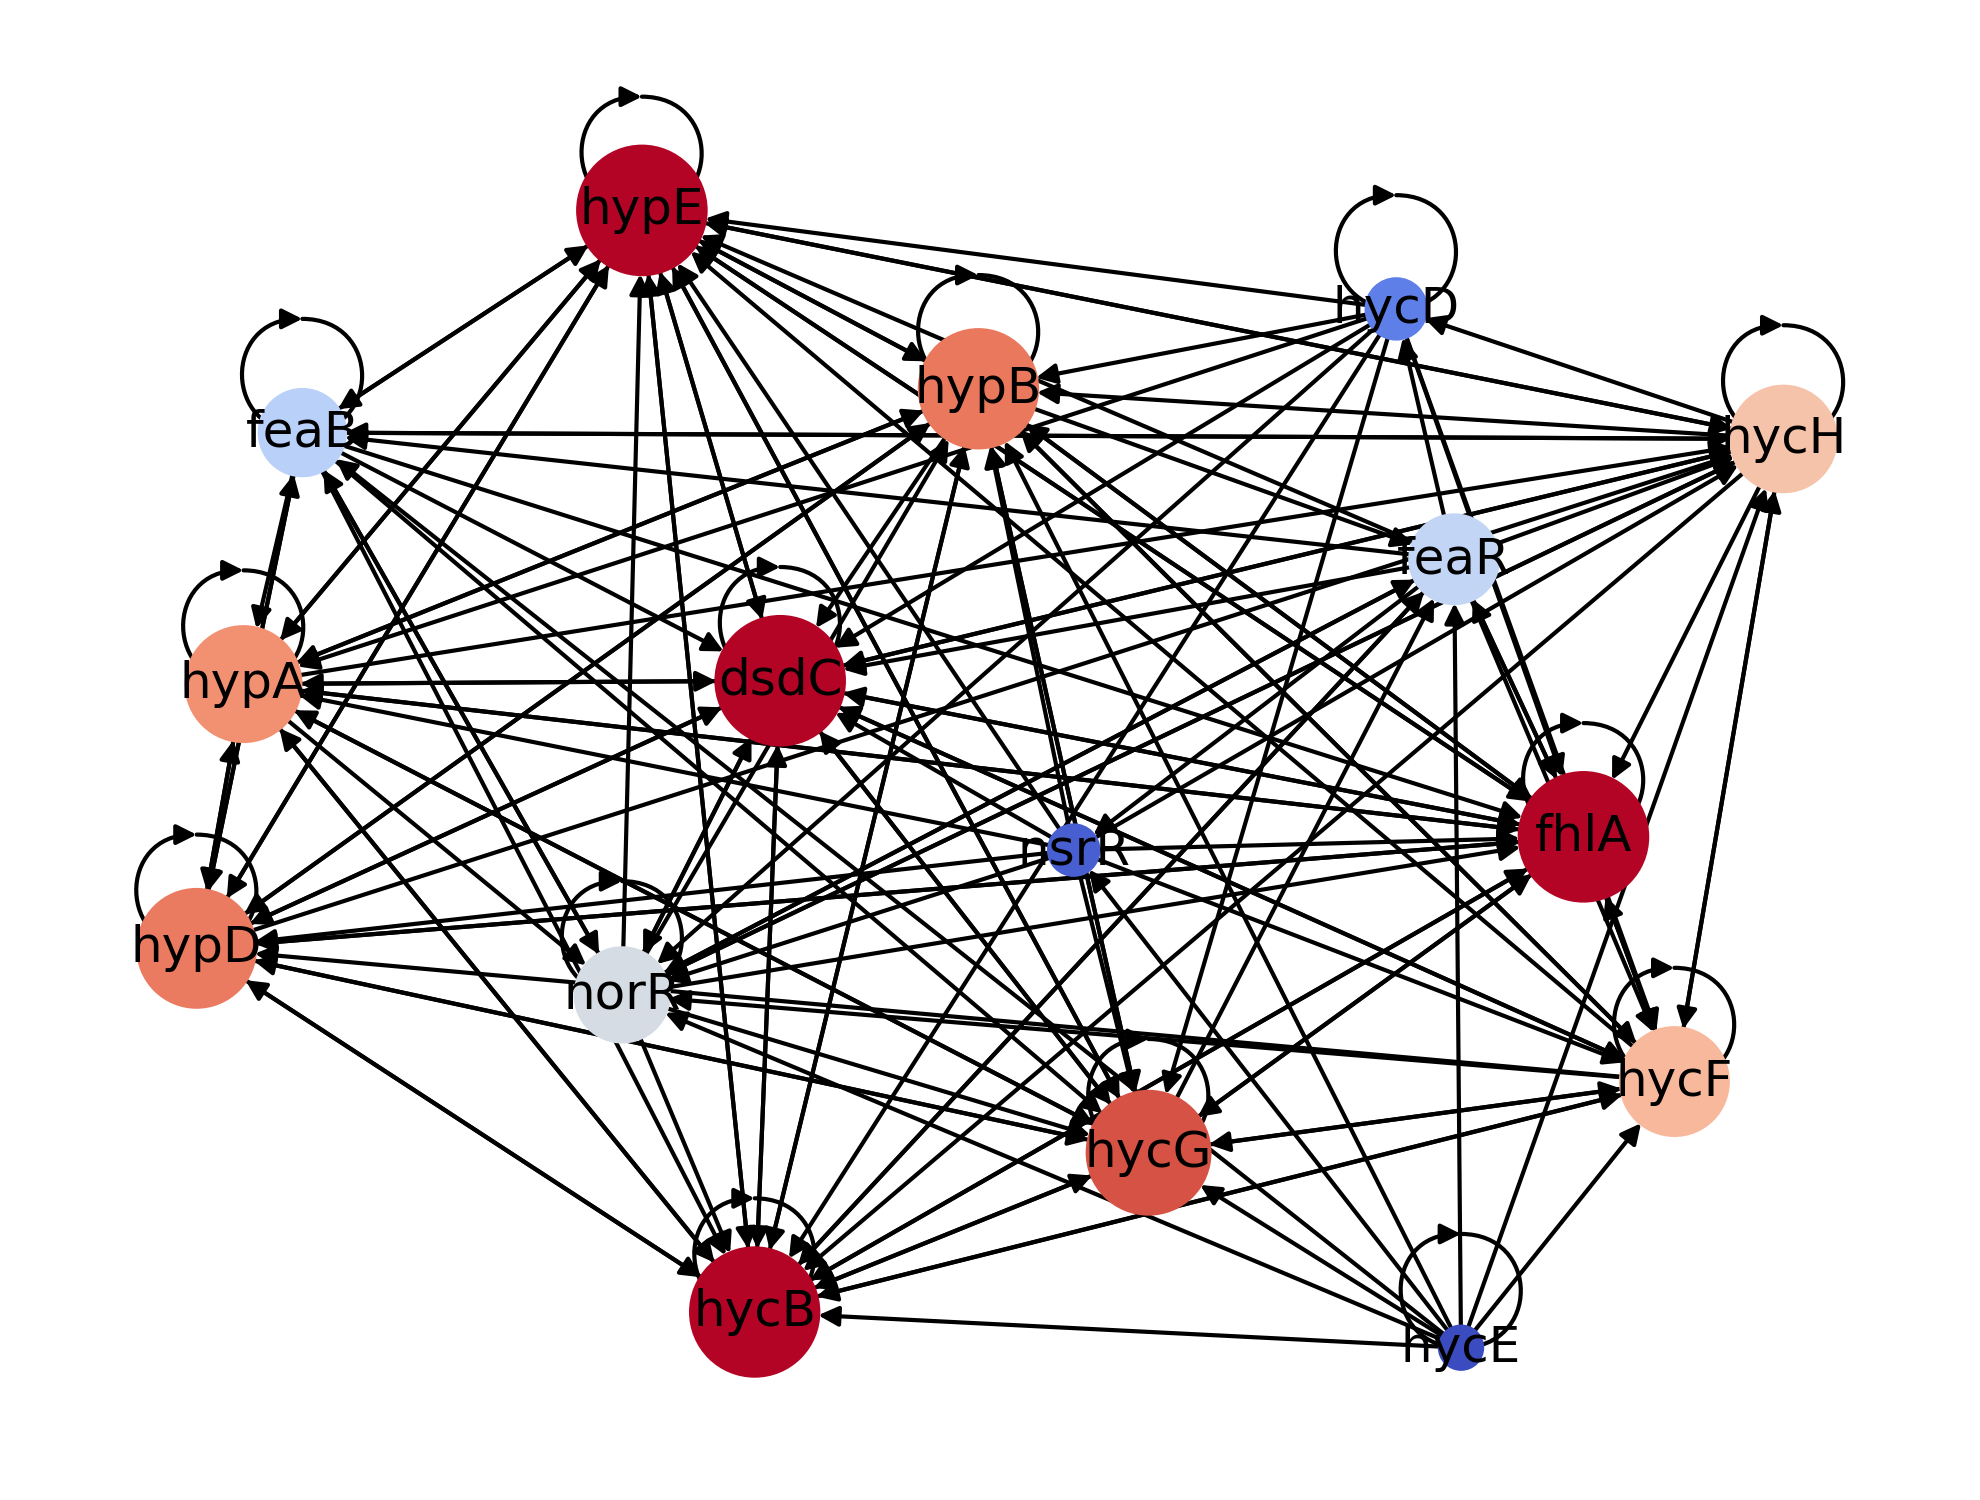 hypE
hycD
hypB
feaB
hycH
feaR
hypA
dsdC
fhlA
nsrR
hypD
norR
hycF
hycG
hycB
hycE